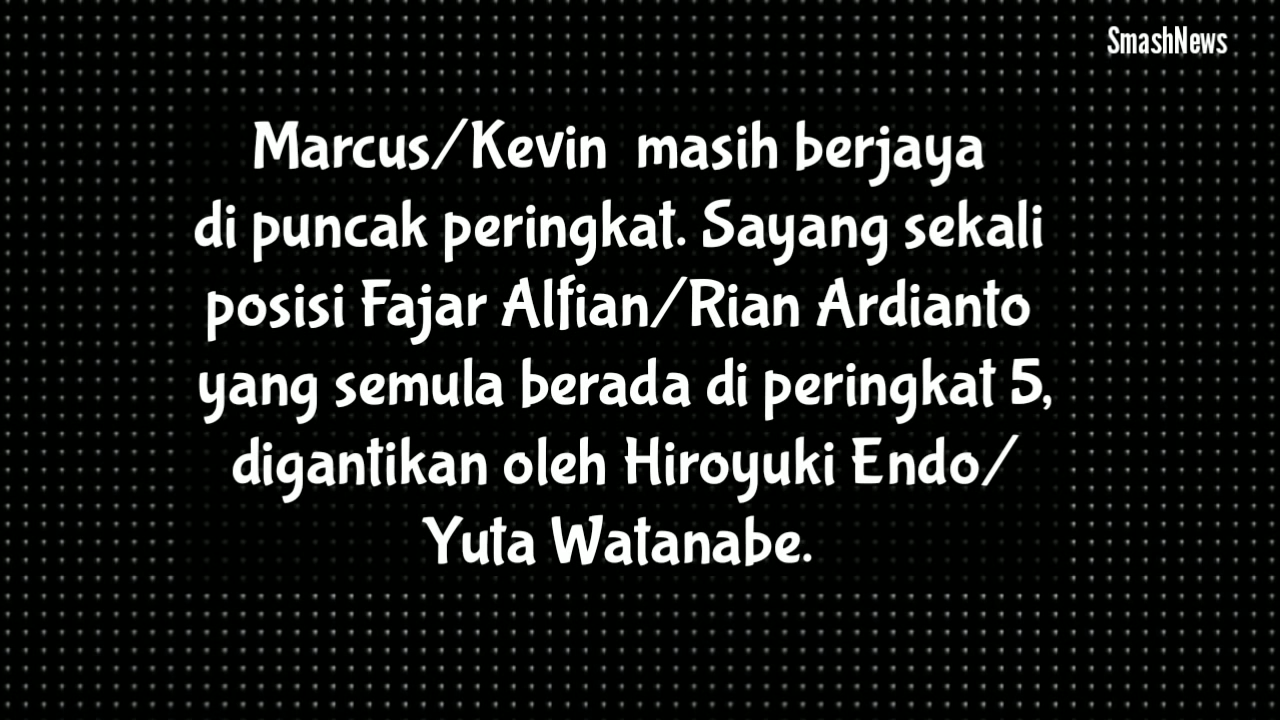 SmashNews
Marcus/Kevin masih berjaya
di puncak peringkat. Sayang sekali
posisi Fajar Alfian/Rian Ardianto
yang semula berada di peringkat 5,
digantikan oleh Hiroyuki Endo/
Yuta Watanabe.